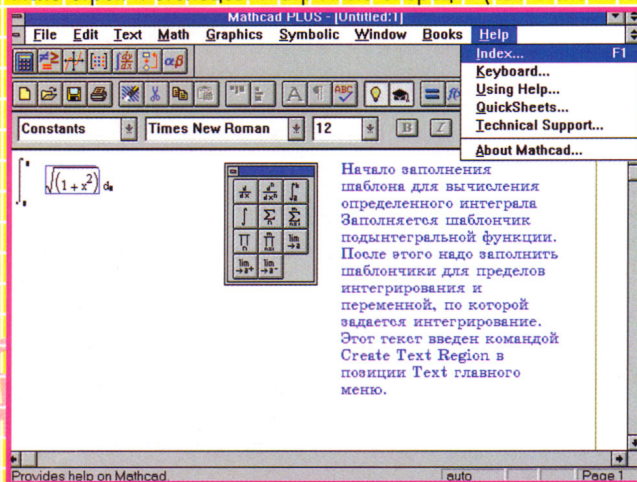 Mathcad PLUS - [Untitled:1]
File Edit Text Math Graphics Symbolic Window Books Help
Index... F1
Keyboard...
Using Help...
QuickSheets...
Technical Support...
About Mathcad...
Constants Times New Roman 12 B I
√(1 + x²) d
Начало заполнения
шаблона для вычисления
определенного интеграла
Заполняется шаблончик
подынтегральной функции.
После этого надо заполнить
шаблончики для пределов
интегрирования и
переменной, по которой
задается интегрирование.
Этот текст введен командой
Create Text Region в
позиции Text главного
меню.
Provides help on Mathcad. auto Page 1